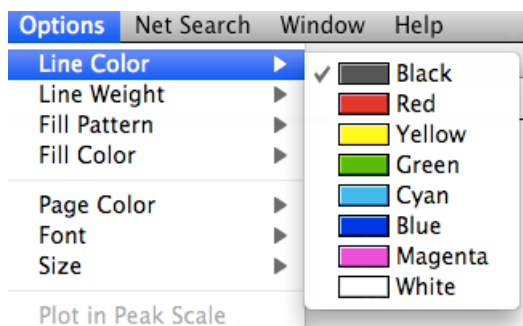 Options Net Search Window Help
Line Color
Line Weight
Fill Pattern
Fill Color
Page Color
Font
Size
Plot in Peak Scale
Black
Red
Yellow
Green
Cyan
Blue
Magenta
White